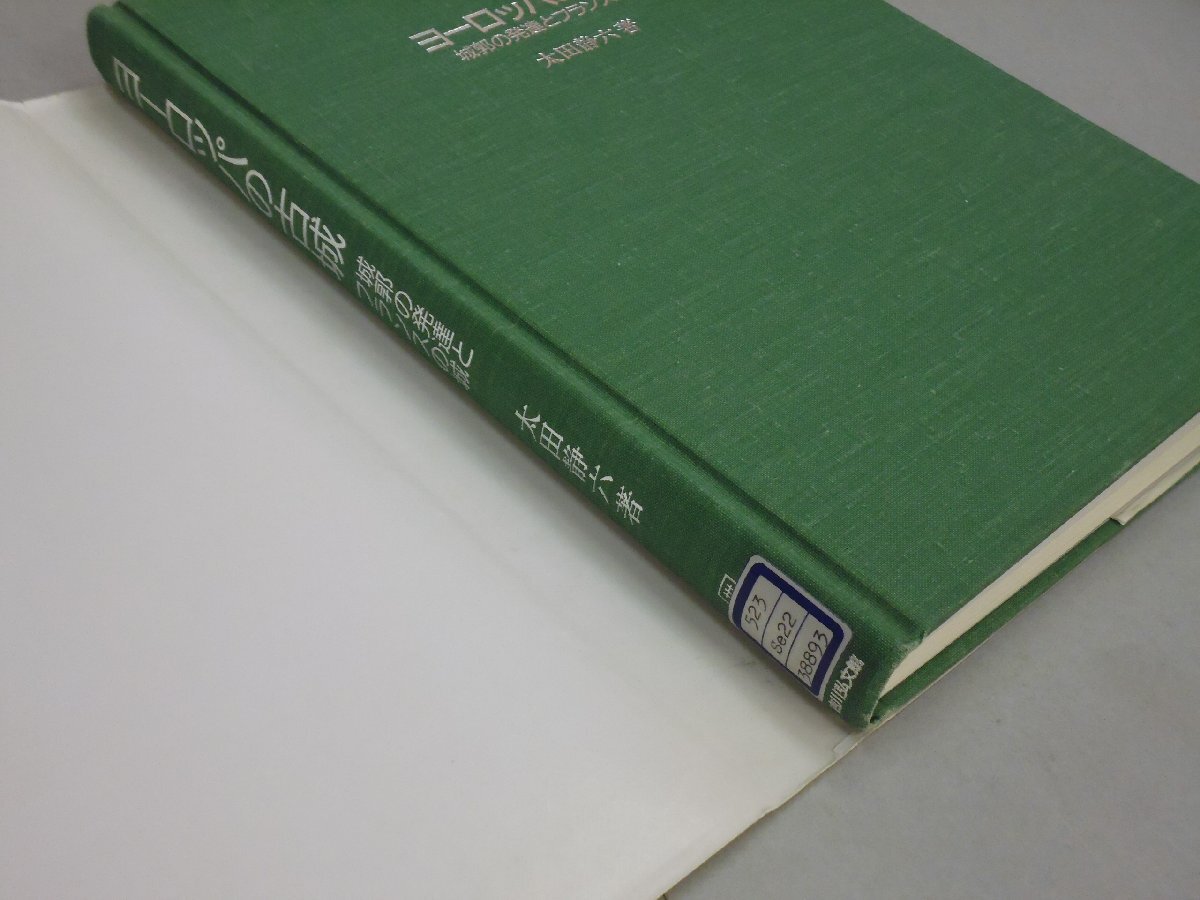 ヨーロッパ
城郭の発達とフランス
太田静六著
ヨーロッパの古城
城郭の発達と
フランスの城
太田静六著
523
Se22
38893
吉川弘文館